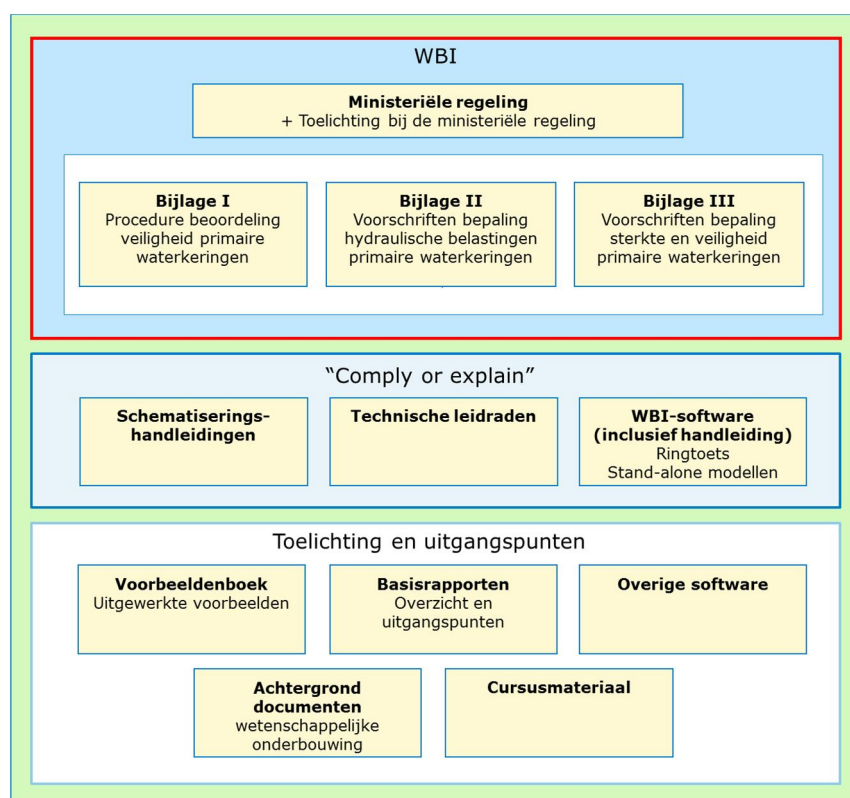 WBI
Ministeriële regeling
+ Toelichting bij de ministeriële regeling
Bijlage I
Procedure beoordeling
veiligheid primaire
waterkeringen
Bijlage II
Voorschriften bepaling
hydraulische belastingen
primaire waterkeringen
Bijlage III
Voorschriften bepaling
sterkte en veiligheid
primaire waterkeringen
“Comply or explain”
Schematiserings-
handleidingen
Technische leidraden
WBI-software
(inclusief handleiding)
Ringtoets
Stand-alone modellen
Toelichting en uitgangspunten
Voorbeeldenboek
Uitgewerkte voorbeelden
Basisrapporten
Overzicht en
uitgangspunten
Overige software
Achtergrond
documenten
wetenschappelijke
onderbouwing
Cursusmateriaal